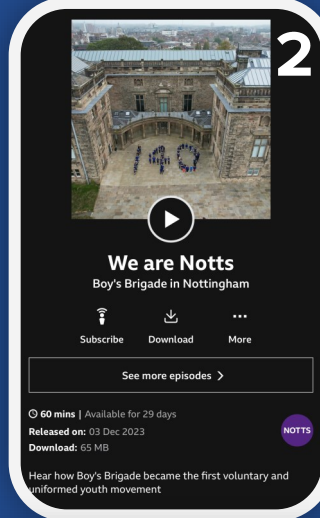 2
140
We are Notts
Boy's Brigade in Nottingham
Subscribe Download More
See more episodes
60 mins | Available for 29 days
Released on: 03 Dec 2023
NOTTS
Download: 65 MB
Hear how Boy's Brigade became the first voluntary and
uniformed youth movement